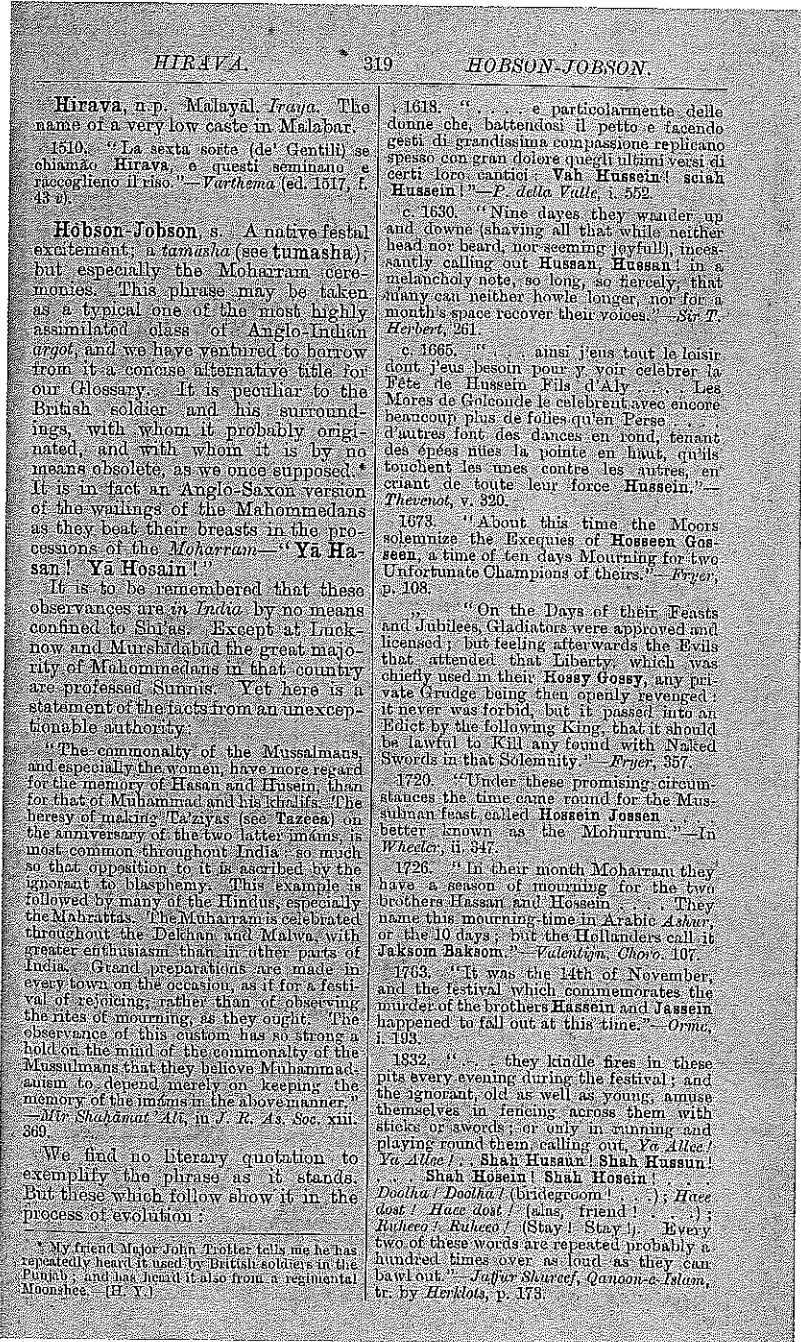 HIRAVA. 319 HOBSON-JOBSON.
Hirava, n.p. Malayāl. Iraya. The
name of a very low caste in Malabar.
1510. "La sexta sorte (de' Gentili) se
chiamão Hirava, e questi seminano e
raccoglieno il riso."—Varthema (ed. 1517, f.
43 v).
Hobson-Jobson, s. A native festal
excitement; a tamāsha (see tumasha);
but especially the Moharram cere-
monies. This phrase may be taken
as a typical one of the most highly
assimilated class of Anglo-Indian
argot, and we have ventured to borrow
from it a concise alternative title for
our Glossary. It is peculiar to the
British soldier and his surround-
ings, with whom it probably origi-
nated, and with whom it is by no
means obsolete, as we once supposed.*
It is in fact an Anglo-Saxon version
of the wailings of the Mahommedans
as they beat their breasts in the pro-
cessions of the Moharram—"Yā Ha-
san! Yā Hosain!"
It is to be remembered that these
observances are in India by no means
confined to Shī'as. Except at Luck-
now and Murshīdābād the great majo-
rity of Mahommedans in that country
are professed Sunnis. Yet here is a
statement of the facts from an unexcep-
tionable authority:
"The commonalty of the Mussalmans,
and especially the women, have more regard
for the memory of Hasan and Husein, than
for that of Muhammad and his khalifs. The
heresy of making Ta'ziyas (see Tazeea) on
the anniversary of the two latter imáms, is
most common throughout India: so much
so that opposition to it is ascribed by the
ignorant to blasphemy. This example is
followed by many of the Hindus, especially
the Mahrattas. The Muharram is celebrated
throughout the Dekhan and Malwa, with
greater enthusiasm than in other parts of
India. Grand preparations are made in
every town on the occasion, as if for a festi-
val of rejoicing, rather than of observing
the rites of mourning, as they ought. The
observance of this custom has so strong a
hold on the mind of the commonalty of the
Mussulmans that they believe Muhammad-
anism to depend merely on keeping the
memory of the imáms in the above manner."
—Mīr Shahāmat 'Ali, in J. R. As. Soc. xiii.
369.
We find no literary quotation to
exemplify the phrase as it stands.
But these which follow show it in the
process of evolution:
* My friend Major John Trotter tells me he has
repeatedly heard it used by British soldiers in the
Punjab; and has heard it also from a regimental
Moonshee.—[H. Y.]
1618. " . . . . e particolarmente delle
donne che, battendosi il petto e facendo
gesti di grandissima compassione replicano
spesso con gran dolore quegli ultimi versi di
certi loro cantici: Vah Hussein! sciah
Hussein!"—P. della Valle, i. 552.
c. 1630. "Nine dayes they wander up
and downe (shaving all that while neither
head nor beard, nor seeming joyfull), inces-
santly calling out Hussan, Hussan! in a
melancholy note, so long, so fiercely, that
many can neither howle longer, nor for a
month's space recover their voices."—Sir T.
Herbert, 261.
c. 1665. " . . . ainsi j'eus tout le loisir
dont j'eus besoin pour y voir celebrer la
Fête de Hussein Fils d'Aly . . . . Les
Mores de Golconde le celebrent avec encore
beaucoup plus de folies qu'en Perse . . . .
d'autres font des dances en rond, tenant
des épées nües la pointe en haut, qu'ils
touchent les unes contre les autres, en
criant de toute leur force Hussein."—
Thevenot, v. 320.
1673. "About this time the Moors
solemnize the Exequies of Hosseen Gos-
seen, a time of ten days Mourning for two
Unfortunate Champions of theirs."—Fryer,
p. 108.
,, "On the Days of their Feasts
and Jubilees, Gladiators were approved and
licensed; but feeling afterwards the Evils
that attended that Liberty, which was
chiefly used in their Hossy Gossy, any pri-
vate Grudge being then openly revenged:
it never was forbid, but it passed into an
Edict by the following King, that it should
be lawful to Kill any found with Naked
Swords in that Solemnity."—Fryer, 357.
1720. "Under these promising circum-
stances the time came round for the Mus-
sulman feast called Hossein Jossen . . . .
better known as the Mohurrum."—In
Wheeler, ii. 347.
1726. "In their month Moharram they
have a season of mourning for the two
brothers Hassan and Hossein . . . They
name this mourning-time in Arabic Ashur,
or the 10 days; but the Hollanders call it
Jaksom Baksom."—Valentijn, Choro. 107.
1763. "It was the 14th of November,
and the festival which commemorates the
murder of the brothers Hassein and Jassein
happened to fall out at this time."—Orme,
i. 193.
1832. " . . . they kindle fires in these
pits every evening during the festival; and
the ignorant, old as well as young, amuse
themselves in fencing across them with
sticks or swords; or only in running and
playing round them, calling out, Ya Allee!
Ya Allee! . . Shah Hussun! Shah Hussun!
. . . Shah Hosein! Shah Hosein! . . . .
Doolha! Doolha! (bridegroom! . . .); Haee
dost! Haee dost! (alas, friend! . . .);
Ruheeo! Ruheeo! (Stay! Stay!). Every
two of these words are repeated probably a
hundred times over as loud as they can
bawl out."—Jaffur Shureef, Qanoon-e-Islam,
tr. by Herklots, p. 173.